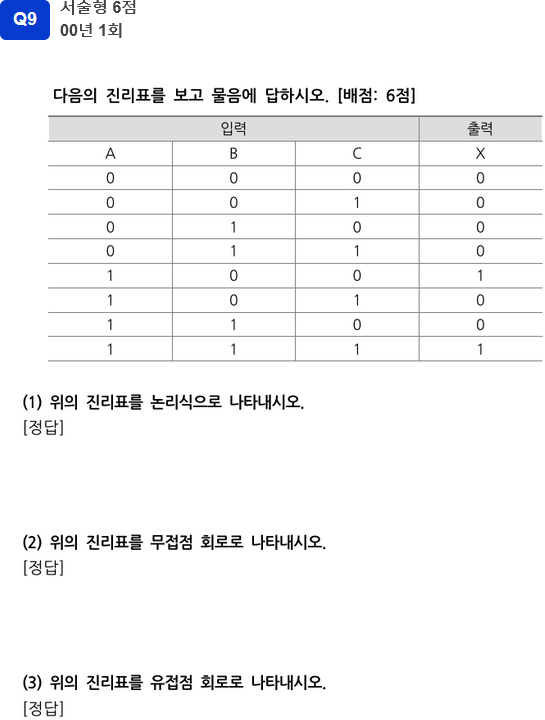 Q9
서술형 6점
00년 1회
다음의 진리표를 보고 물음에 답하시오. [배점: 6점]
입력 출력
A B C X
0 0 0 0
0 0 1 0
0 1 0 0
0 1 1 0
1 0 0 1
1 0 1 0
1 1 0 0
1 1 1 1
(1) 위의 진리표를 논리식으로 나타내시오.
[정답]
(2) 위의 진리표를 무접점 회로로 나타내시오.
[정답]
(3) 위의 진리표를 유접점 회로로 나타내시오.
[정답]